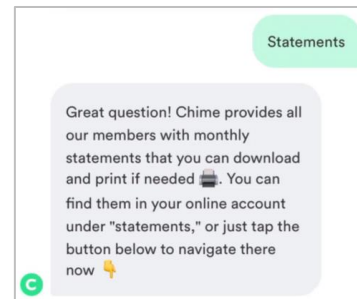 Statements
Great question! Chime provides all
our members with monthly
statements that you can download
and print if needed 🖨️. You can
find them in your online account
under "statements," or just tap the
button below to navigate there
now 👇
C